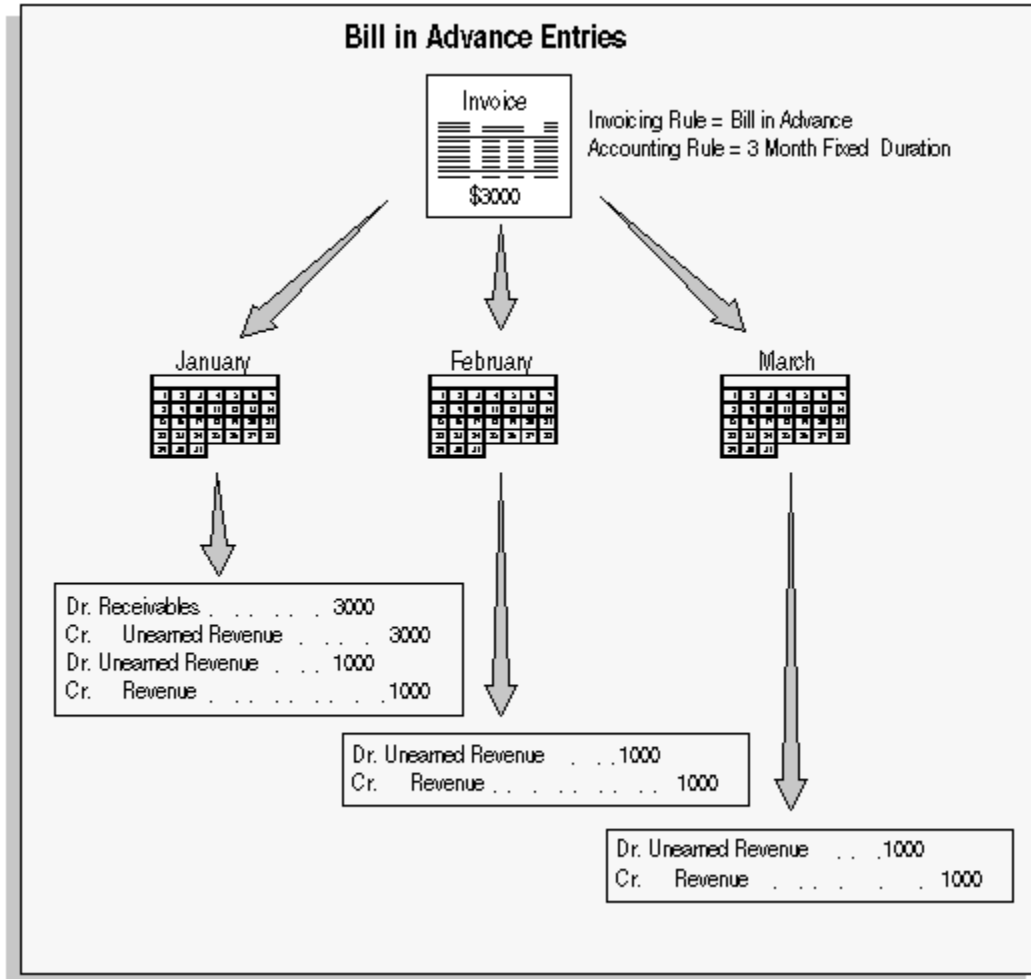 Bill in Advance Entries
Invoice
$3000
Invoicing Rule = Bill in Advance
Accounting Rule = 3 Month Fixed Duration
January
February
March
Dr. Receivables . . . . . . 3000
Cr. Unearned Revenue . . . . 3000
Dr. Unearned Revenue . . . 1000
Cr. Revenue . . . . . . . .1000
Dr. Unearned Revenue . . .1000
Cr. Revenue . . . . . . . . 1000
Dr. Unearned Revenue . . .1000
Cr. Revenue . . . . . . 1000